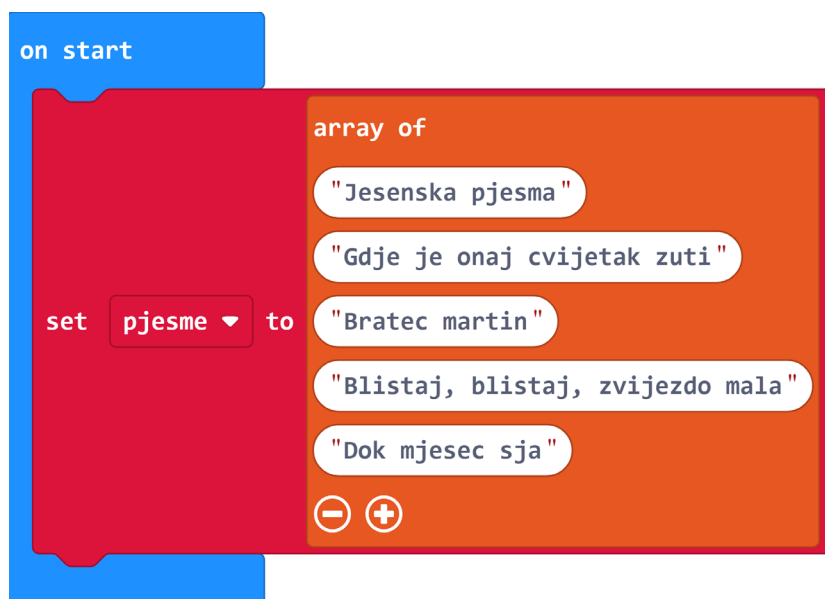 on start
array of
"Jesenska pjesma"
"Gdje je onaj cvijetak zuti"
set pjesme to "Bratec martin"
"Blistaj, blistaj, zvijezdo mala"
"Dok mjesec sja"